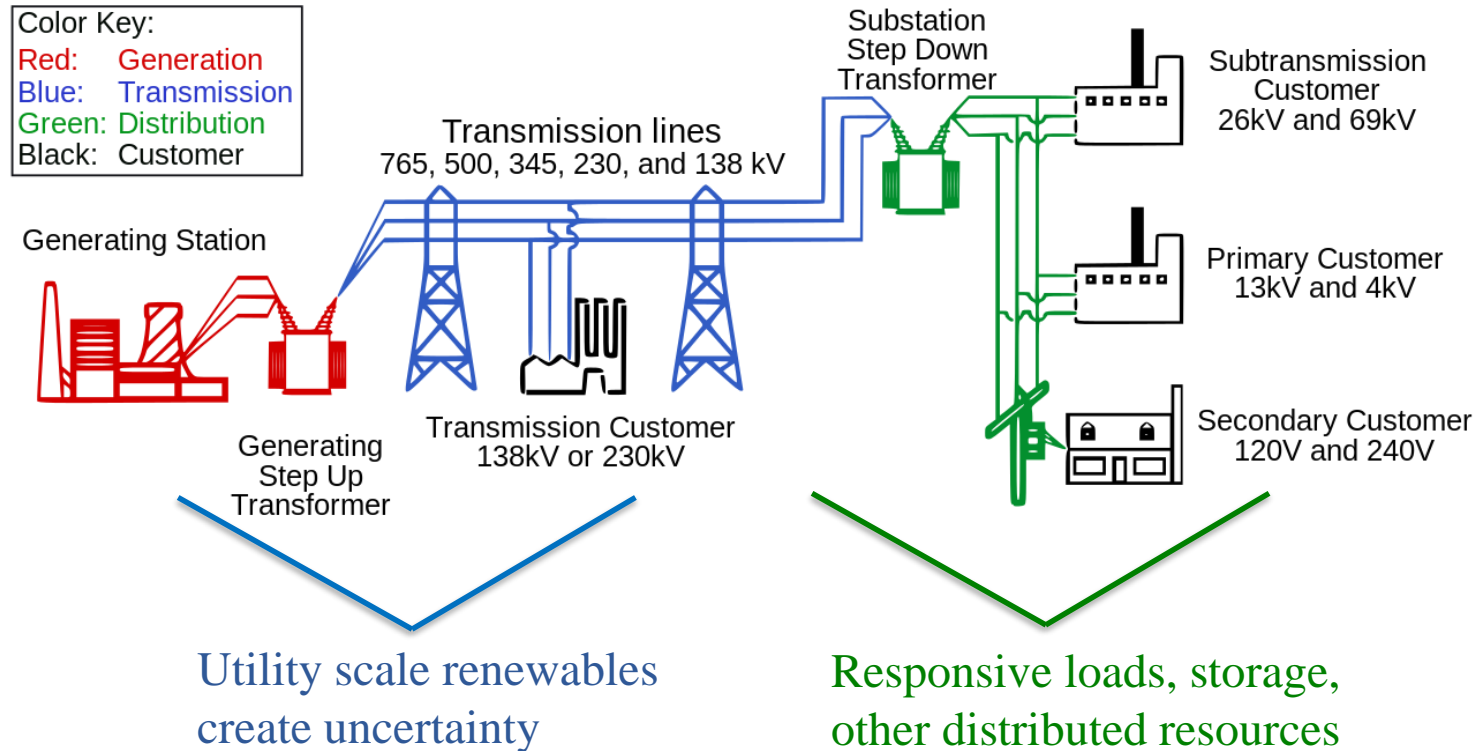 Color Key:
Red: Generation
Blue: Transmission
Green: Distribution
Black: Customer
Generating Station
Generating
Step Up
Transformer
Transmission lines
765, 500, 345, 230, and 138 kV
Transmission Customer
138kV or 230kV
Substation
Step Down
Transformer
Subtransmission
Customer
26kV and 69kV
Primary Customer
13kV and 4kV
Secondary Customer
120V and 240V
Utility scale renewables
create uncertainty
Responsive loads, storage,
other distributed resources